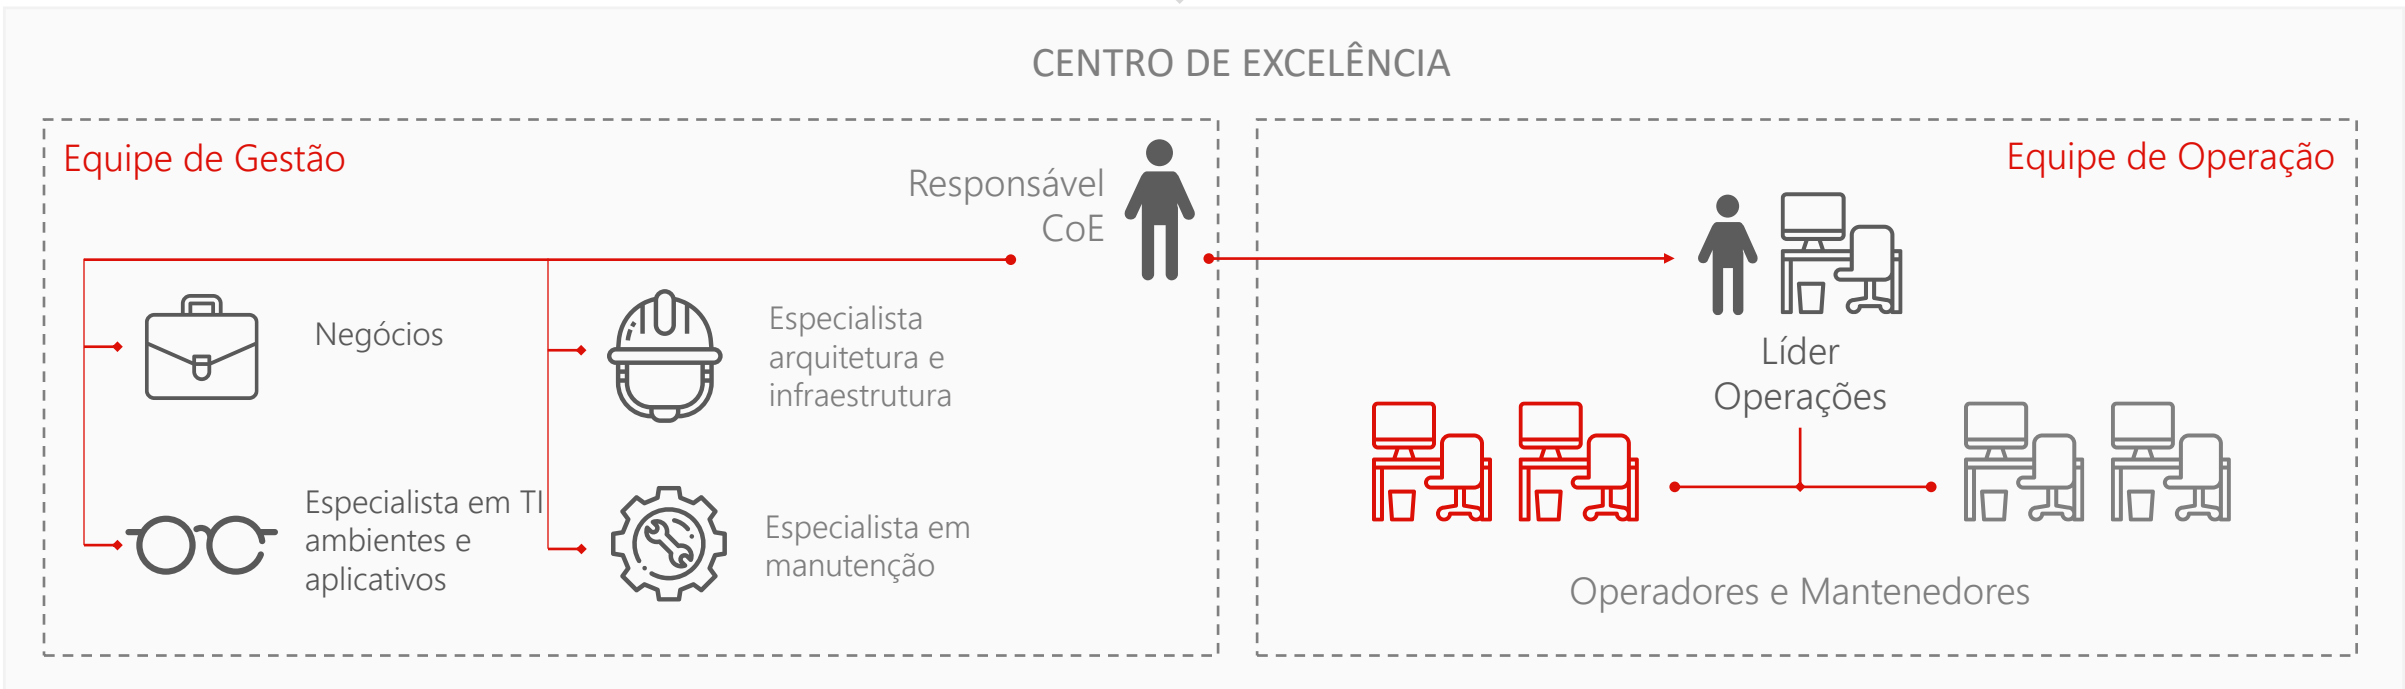 CENTRO DE EXCELÊNCIA
Equipe de Gestão
Responsável
CoE
Negócios
Especialista
arquitetura e
infraestrutura
Especialista em TI
ambientes e
aplicativos
Especialista em
manutenção
Equipe de Operação
Líder
Operações
Operadores e Mantenedores